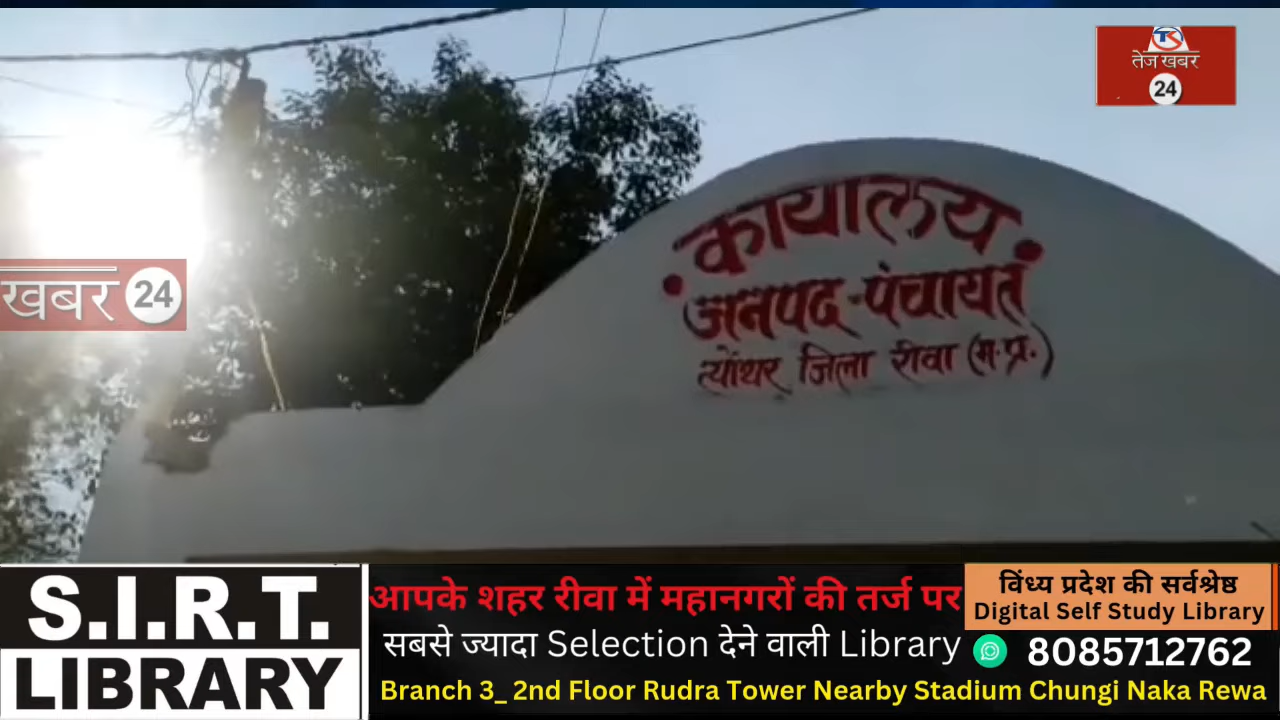 तेज खबर
24
कार्यालय
जनपद-पंचायत
त्योंथर जिला रीवा (म.प्र.)
खबर 24
S.I.R.T.
LIBRARY
आपके शहर रीवा में महानगरों की तर्ज पर
सबसे ज्यादा Selection देने वाली Library
Branch 3_ 2nd Floor Rudra Tower Nearby Stadium Chungi Naka Rewa
विंध्य प्रदेश की सर्वश्रेष्ठ
Digital Self Study Library
8085712762